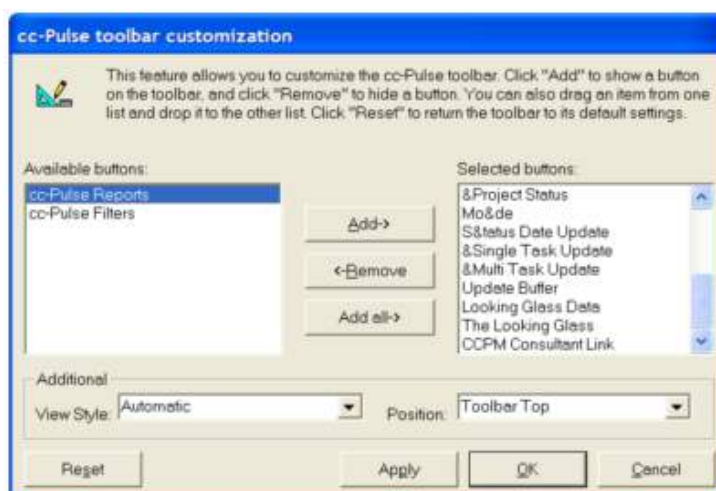 cc-Pulse toolbar customization
This feature allows you to customize the cc-Pulse toolbar. Click "Add" to show a button
on the toolbar, and click "Remove" to hide a button. You can also drag an item from one
list and drop it to the other list. Click "Reset" to return the toolbar to its default settings.
Available buttons:
cc-Pulse Reports
cc-Pulse Filters
Add->
<-Remove
Add all->
Selected buttons:
&Project Status
Mo&de
S&tatus Date Update
&Single Task Update
&Multi Task Update
Update Buffer
Looking Glass Data
The Looking Glass
CCPM Consultant Link
Additional
View Style: Automatic
Position: Toolbar Top
Reset
Apply
OK
Cancel